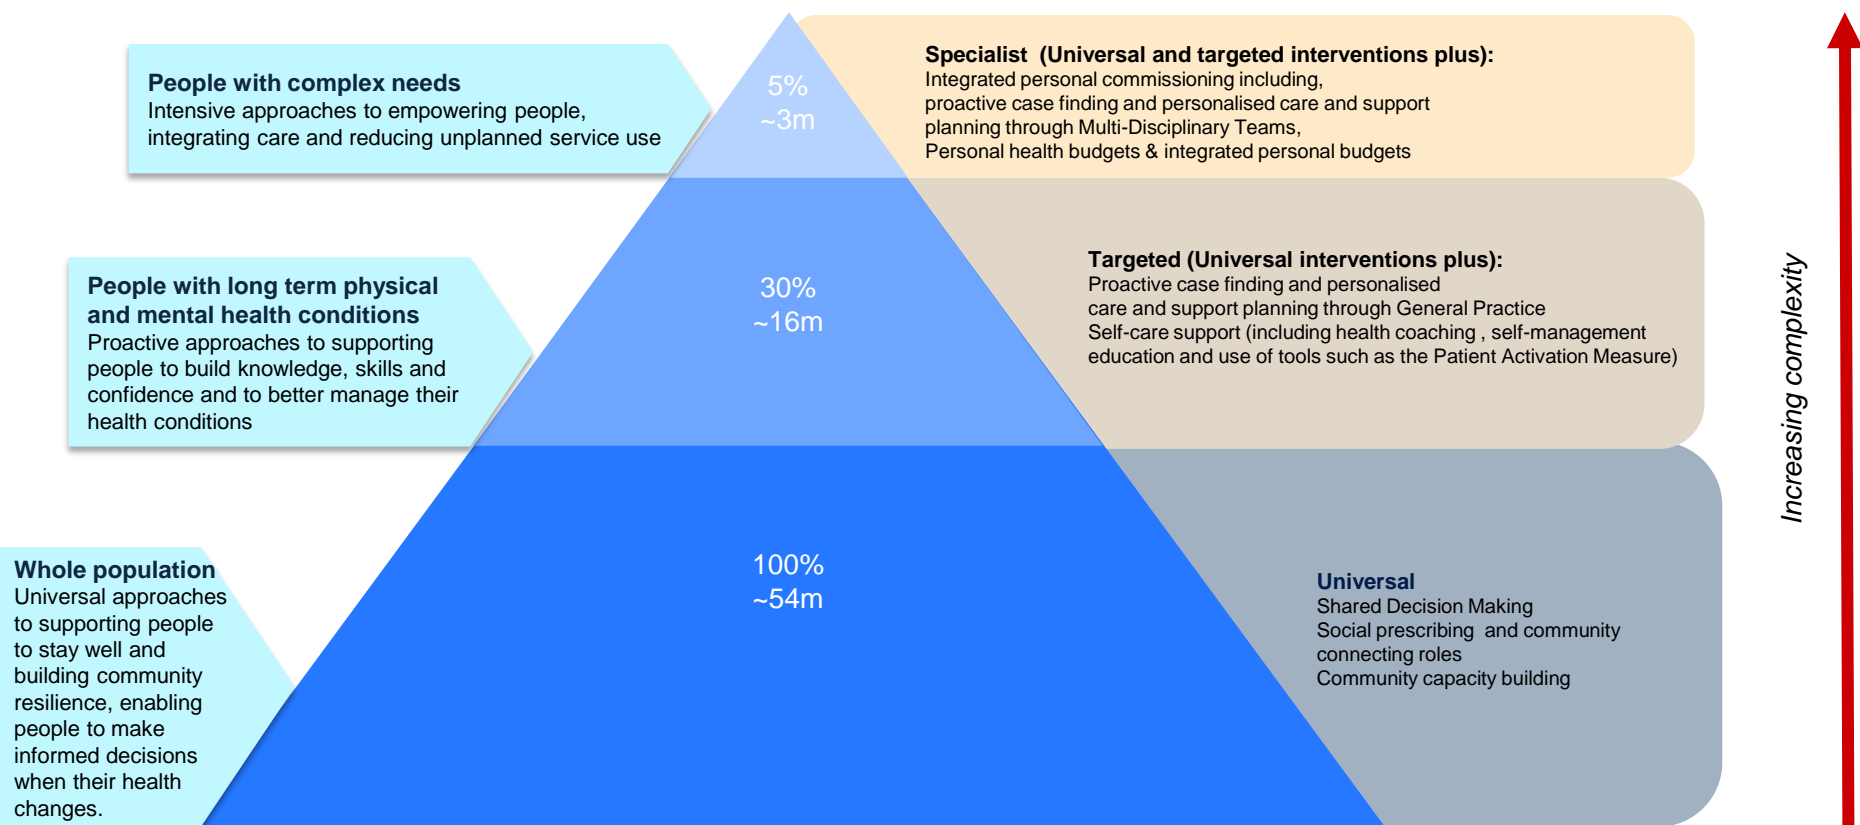 People with complex needs
Intensive approaches to empowering people,
integrating care and reducing unplanned service use
5%
~3m
Specialist  (Universal and targeted interventions plus):
Integrated personal commissioning including,
proactive case finding and personalised care and support
planning through Multi-Disciplinary Teams,
Personal health budgets & integrated personal budgets
People with long term physical
and mental health conditions
Proactive approaches to supporting
people to build knowledge, skills and
confidence and to better manage their
health conditions
30%
~16m
Targeted (Universal interventions plus):
Proactive case finding and personalised
care and support planning through General Practice
Self-care support (including health coaching , self-management
education and use of tools such as the Patient Activation Measure)
Whole population
Universal approaches
to supporting people
to stay well and
building community
resilience, enabling
people to make
informed decisions
when their health
changes.
100%
~54m
Universal
Shared Decision Making
Social prescribing  and community
connecting roles
Community capacity building
Increasing complexity